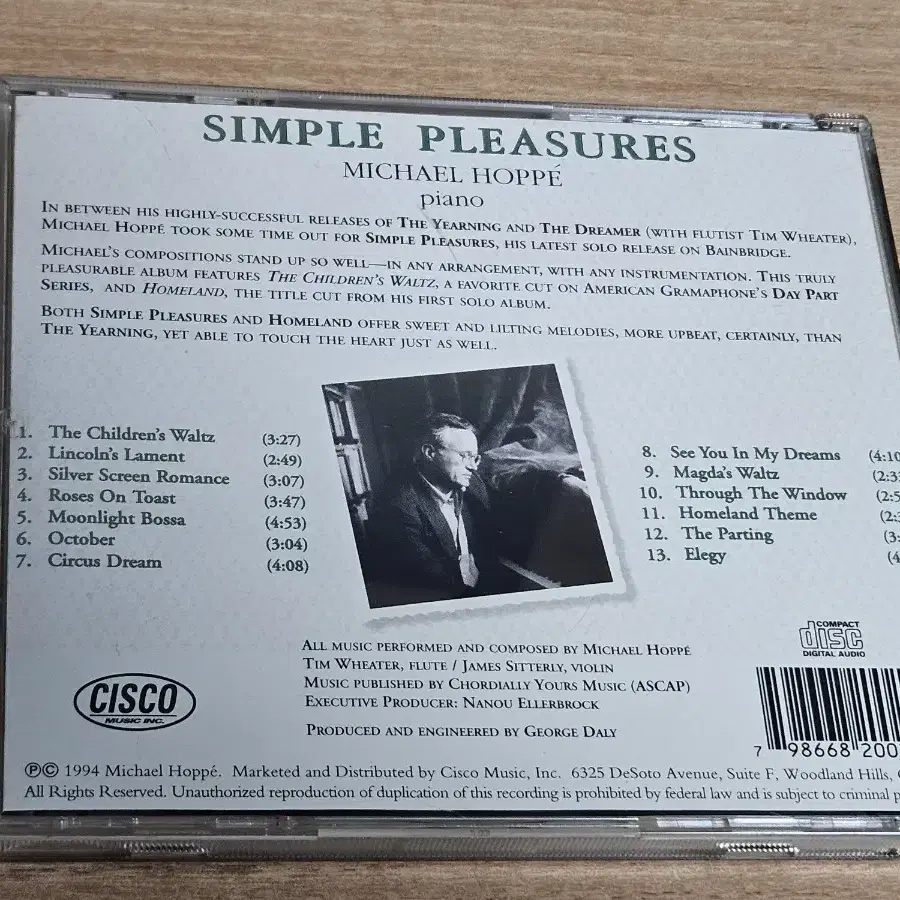 SIMPLE PLEASURES
MICHAEL HOPPÉ
piano
IN BETWEEN HIS HIGHLY-SUCCESSFUL RELEASES OF THE YEARNING AND THE DREAMER (WITH FLUTIST TIM WHEATER),
MICHAEL HOPPÉ TOOK SOME TIME OUT FOR SIMPLE PLEASURES, HIS LATEST SOLO RELEASE ON BAINBRIDGE.
MICHAEL'S COMPOSITIONS STAND UP SO WELL—IN ANY ARRANGEMENT, WITH ANY INSTRUMENTATION. THIS TRULY
PLEASURABLE ALBUM FEATURES THE CHILDREN'S WALTZ, A FAVORITE CUT ON AMERICAN GRAMAPHONE'S DAY PART
SERIES, AND HOMELAND, THE TITLE CUT FROM HIS FIRST SOLO ALBUM.
BOTH SIMPLE PLEASURES AND HOMELAND OFFER SWEET AND LILTING MELODIES, MORE UPBEAT, CERTAINLY, THAN
THE YEARNING, YET ABLE TO TOUCH THE HEART JUST AS WELL.
1. The Children's Waltz (3:27)
2. Lincoln's Lament (2:49)
3. Silver Screen Romance (3:07)
4. Roses On Toast (3:47)
5. Moonlight Bossa (4:53)
6. October (3:04)
7. Circus Dream (4:08)
8. See You In My Dreams (4:10
9. Magda's Waltz (2:3
10. Through The Window (2:5
11. Homeland Theme (2:
12. The Parting (3:
13. Elegy (4
ALL MUSIC PERFORMED AND COMPOSED BY MICHAEL HOPPÉ
TIM WHEATER, FLUTE / JAMES SITTERLY, VIOLIN
MUSIC PUBLISHED BY CHORDIALLY YOURS MUSIC (ASCAP)
EXECUTIVE PRODUCER: NANOU ELLERBROCK
PRODUCED AND ENGINEERED BY GEORGE DALY
CISCO
MUSIC INC.
COMPACT
disc
DIGITAL AUDIO
7 98668 200
℗© 1994 Michael Hoppé. Marketed and Distributed by Cisco Music, Inc. 6325 DeSoto Avenue, Suite F, Woodland Hills,
All Rights Reserved. Unauthorized reproduction of duplication of this recording is prohibited by federal law and is subject to criminal